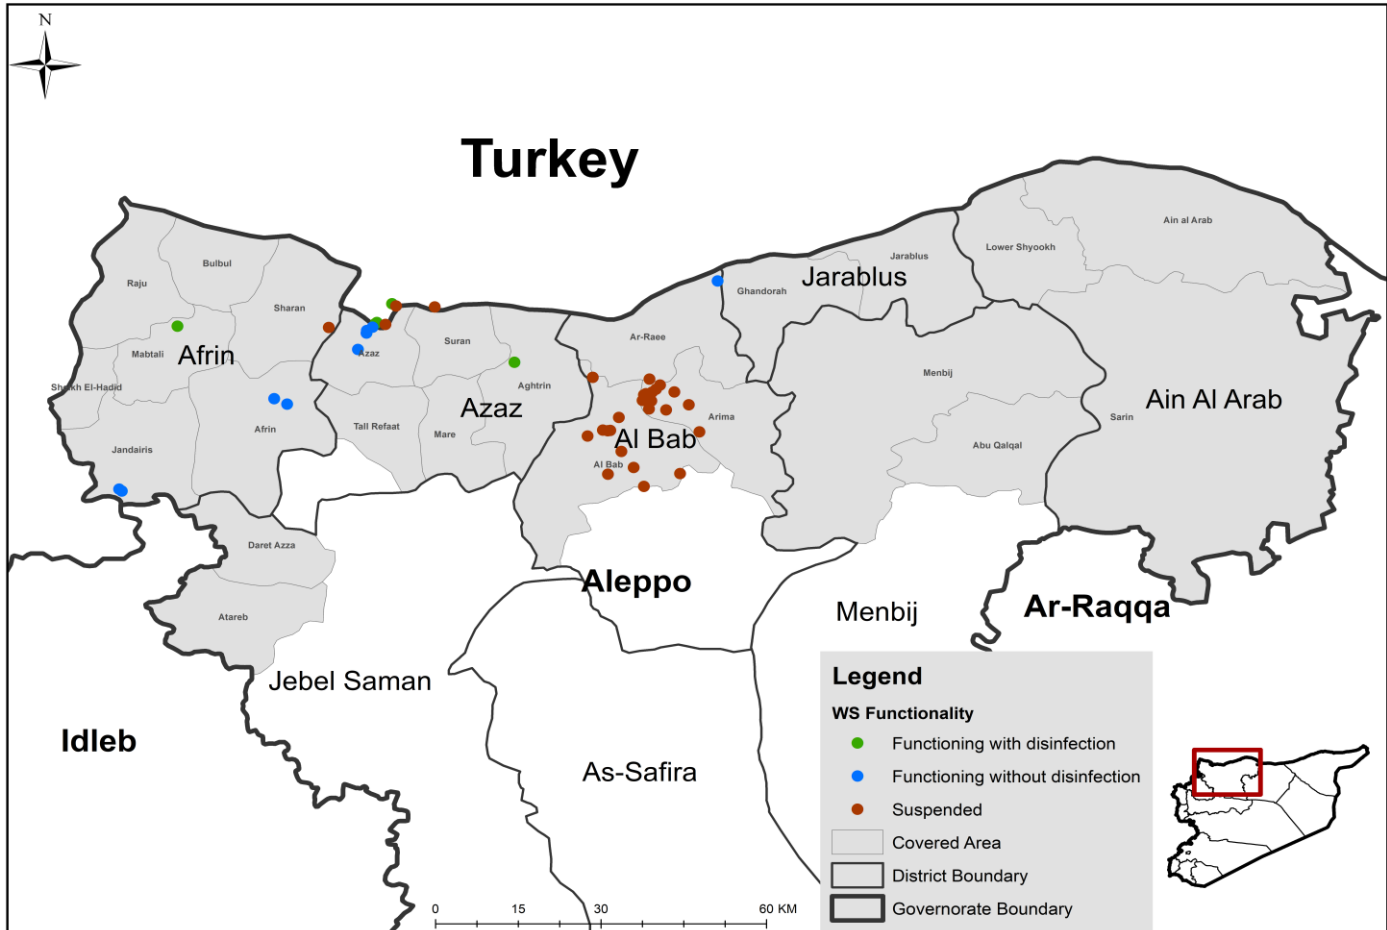 N
Turkey
Ain al Arab
Lower Shyookh
Jarablus
Bulbul
Jarablus
Raju
Ghandorah
Sharan
Ar-Raee
Suran
Mabtali
Afrin
Azaz
Menbij
Sheikh El-Hadid
Aghtrin
Azaz
Ain Al Arab
Arima
Sarin
Tall Refaat
Mare
Afrin
Al Bab
Abu Qalqal
Jandairis
Al Bab
Daret Azza
Aleppo
Menbij
Ar-Raqqa
Atareb
Jebel Saman
Idleb
As-Safira
Legend
WS Functionality
Functioning with disinfection
Functioning without disinfection
Suspended
Covered Area
District Boundary
Governorate Boundary
0 15 30 60 KM